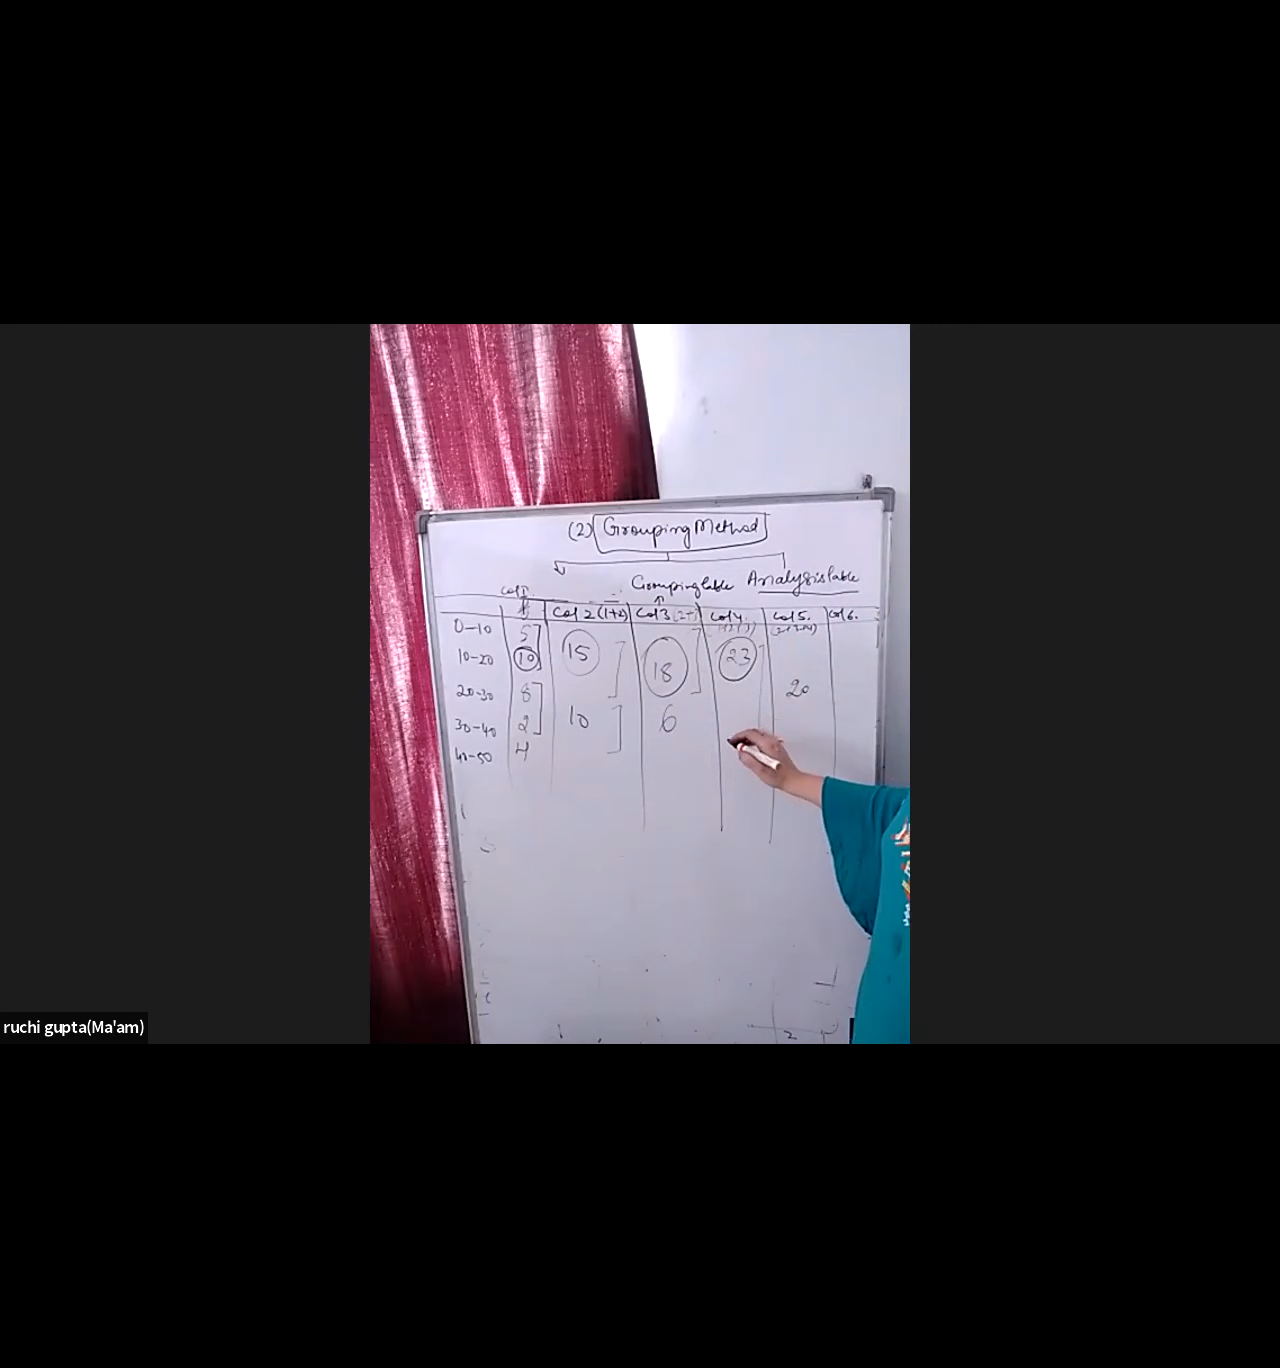 (2) Grouping Method
Grouping table Analysis table
Col 1
f Col 2 (1+2) Col 3 (2+ Col 4. Col 5. Col 6.
0-10 5
10-20 10 15 18 23
20-30 8 20
30-40 2 10 6
40-50 4
ruchi gupta(Ma'am)